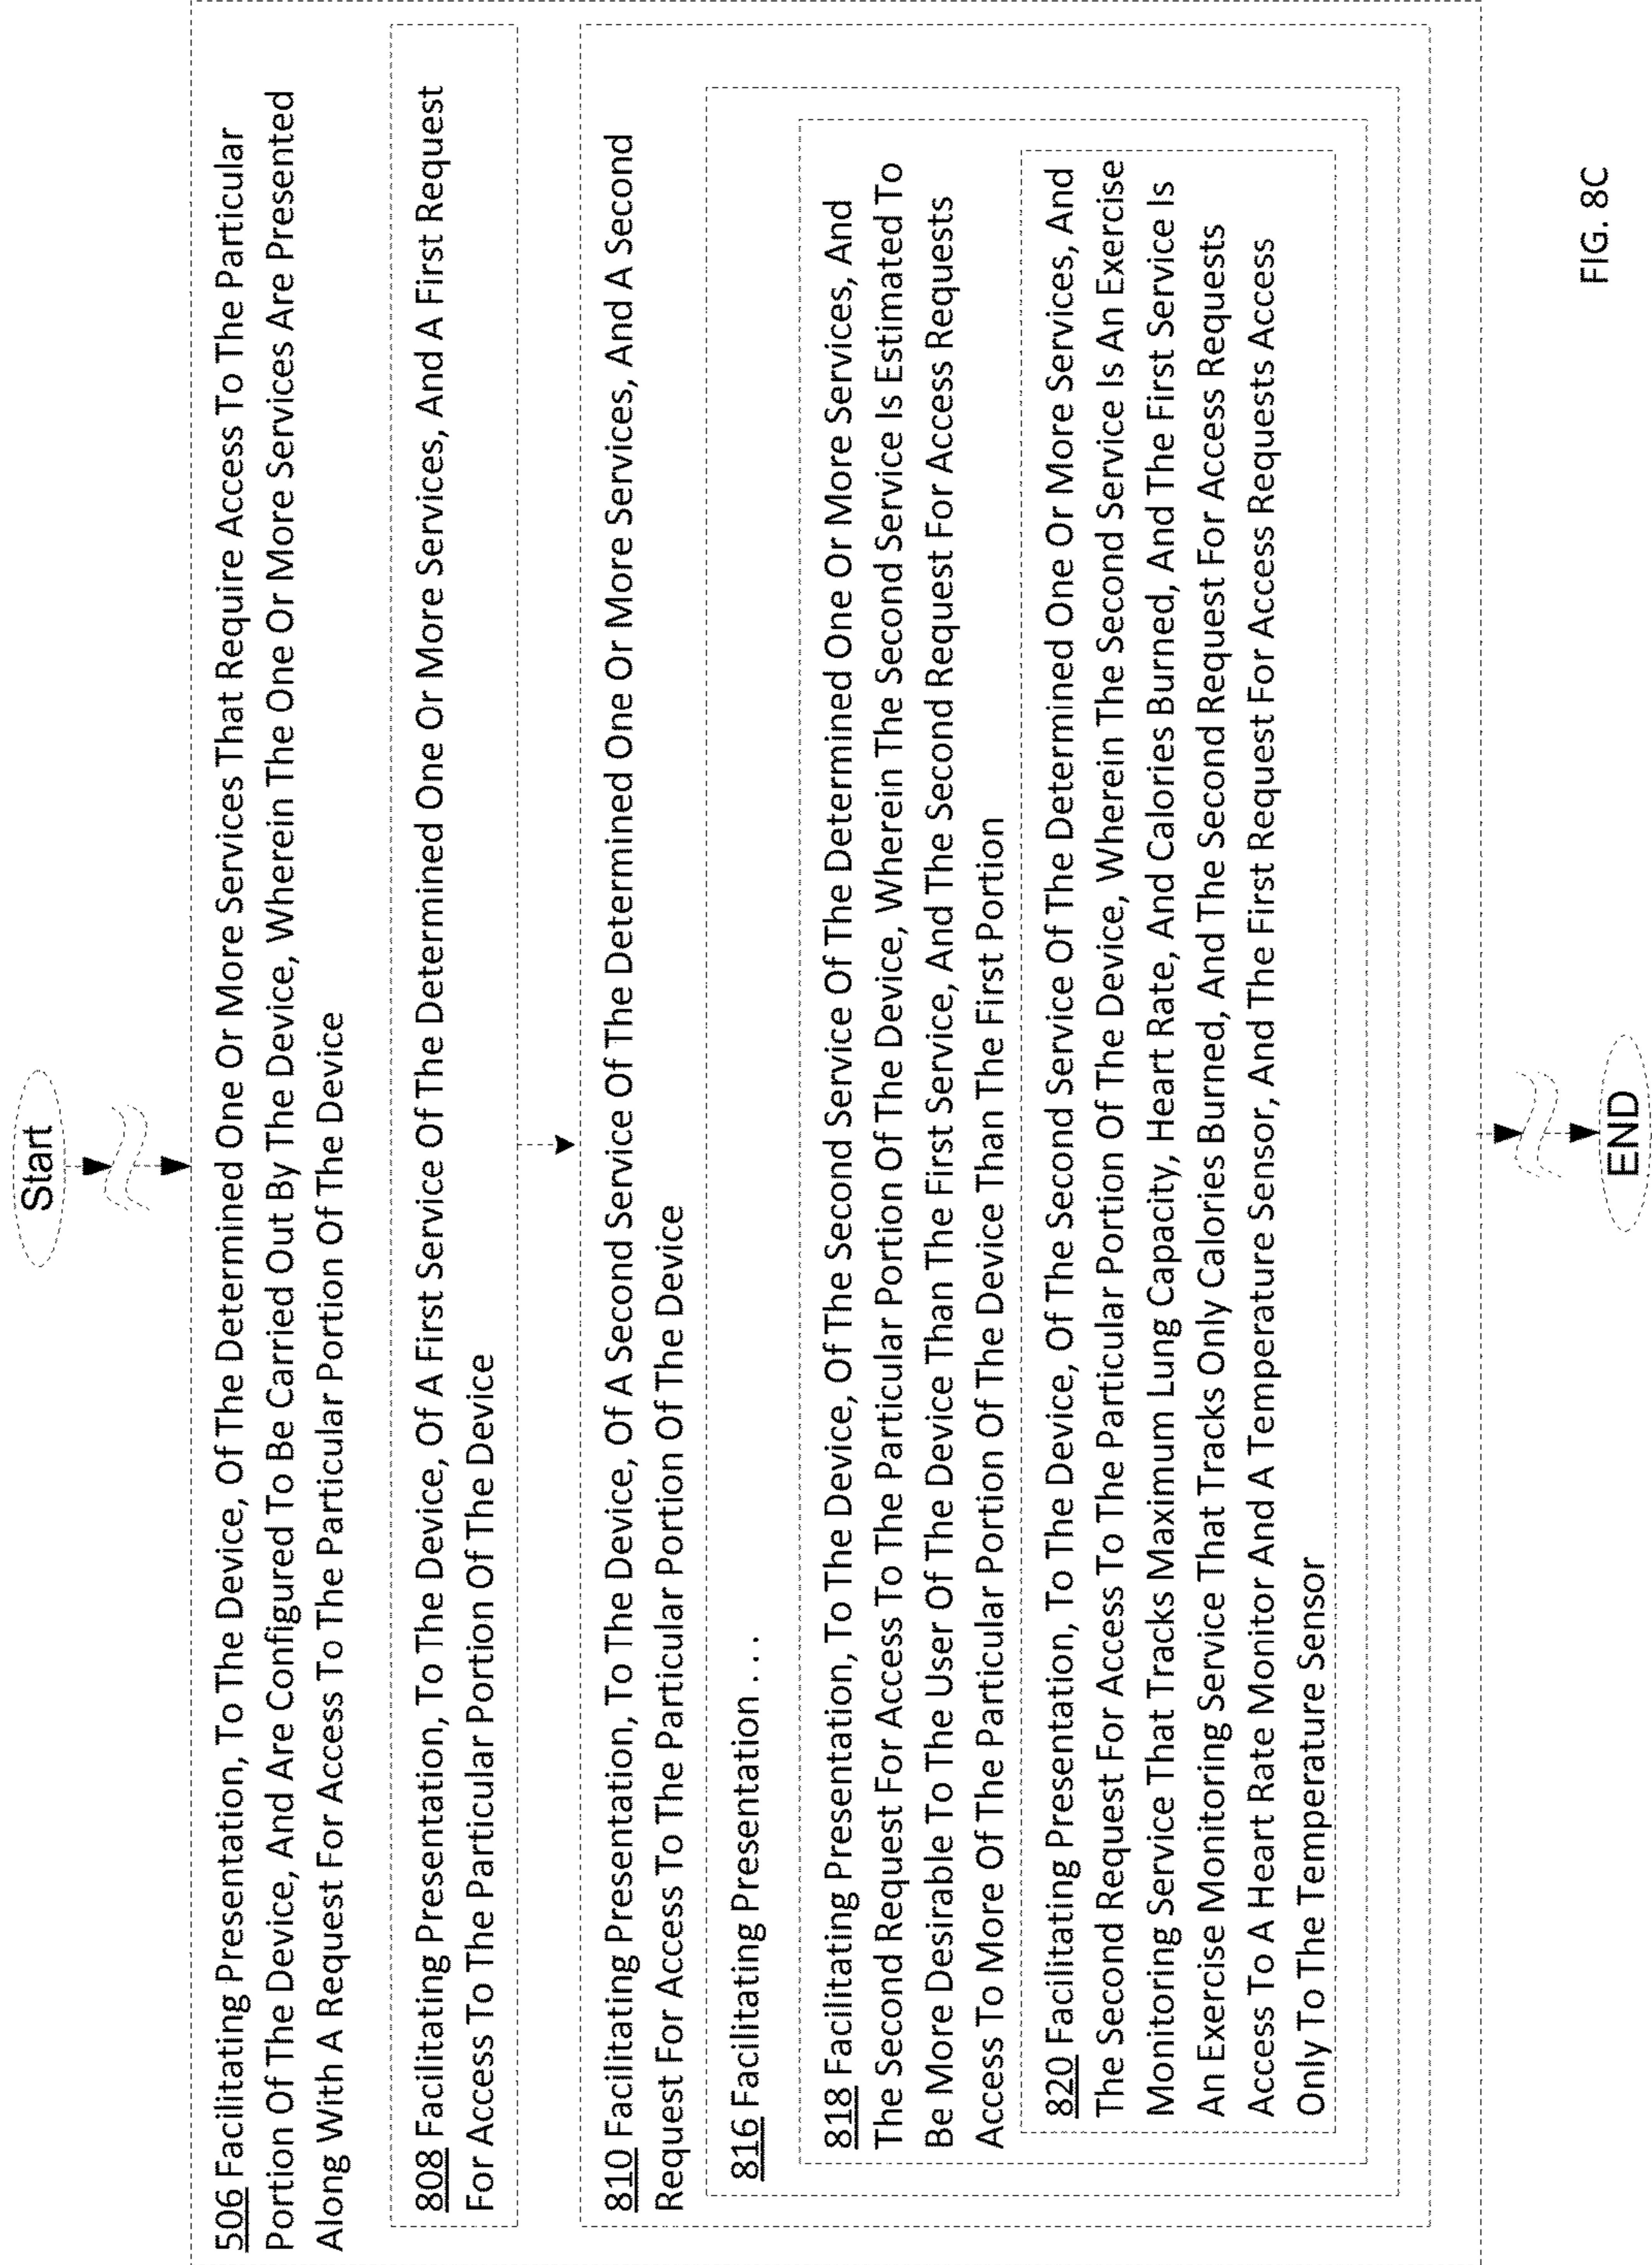 Start
506 Facilitating Presentation, To The Device, Of The Determined One Or More Services That Require Access To The Particular
Portion Of The Device, And Are Configured To Be Carried Out By The Device, Wherein The One Or More Services Are Presented
Along With A Request For Access To The Particular Portion Of The Device
808 Facilitating Presentation, To The Device, Of A First Service Of The Determined One Or More Services, And A First Request
For Access To The Particular Portion Of The Device
810 Facilitating Presentation, To The Device, Of A Second Service Of The Determined One Or More Services, And A Second
Request For Access To The Particular Portion Of The Device
816 Facilitating Presentation . . .
818 Facilitating Presentation, To The Device, Of The Second Service Of The Determined One Or More Services, And
The Second Request For Access To The Particular Portion Of The Device, Wherein The Second Service Is Estimated To
Be More Desirable To The User Of The Device Than The First Service, And The Second Request For Access Requests
Access To More Of The Particular Portion Of The Device Than The First Portion
820 Facilitating Presentation, To The Device, Of The Second Service Of The Determined One Or More Services, And
The Second Request For Access To The Particular Portion Of The Device, Wherein The Second Service Is An Exercise
Monitoring Service That Tracks Maximum Lung Capacity, Heart Rate, And Calories Burned, And The First Service Is
An Exercise Monitoring Service That Tracks Only Calories Burned, And The Second Request For Access Requests
Access To A Heart Rate Monitor And A Temperature Sensor, And The First Request For Access Requests Access
Only To The Temperature Sensor
END
FIG. 8C